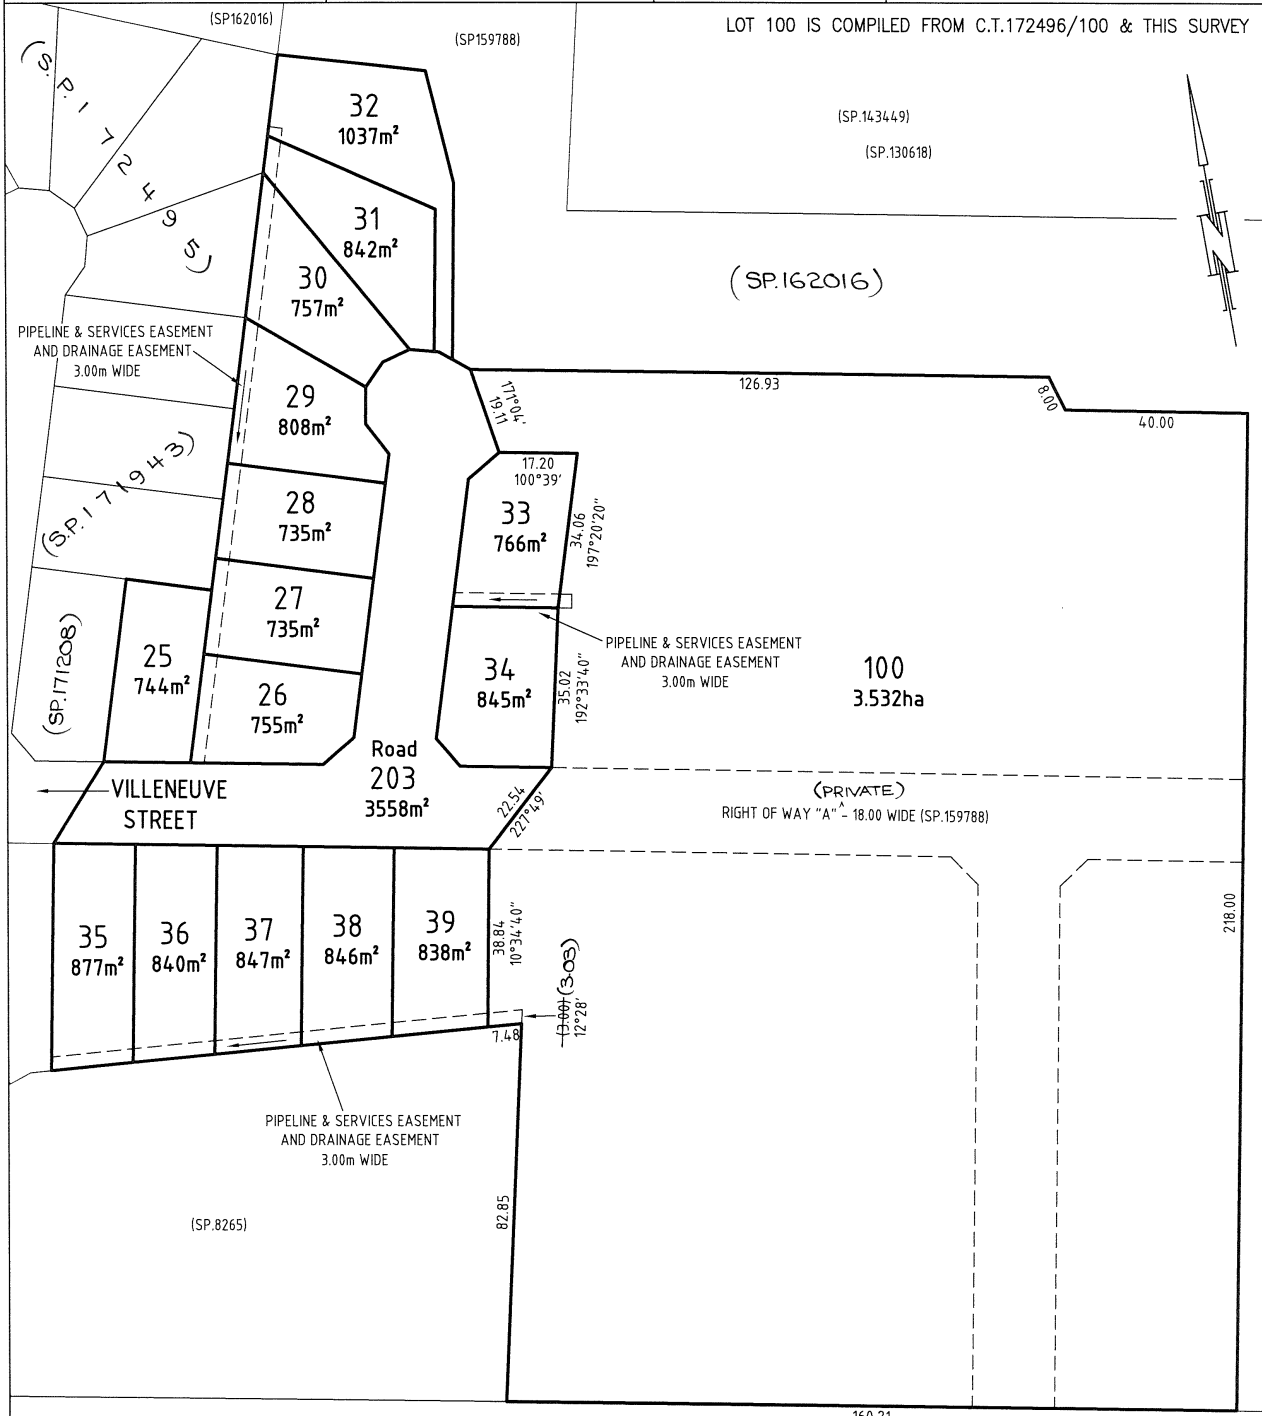 LOT 100 IS COMPILED FROM C.T.172496/100 & THIS SURVEY
(SP162016)
(SP159788)
(S.P.172495)
(SP.143449)
(SP.130618)
(SP.162016)
32
1037m²
31
842m²
30
757m²
PIPELINE & SERVICES EASEMENT
AND DRAINAGE EASEMENT
3.00m WIDE
29
808m²
171°04'
19.11
126.93
8.00
40.00
(S.P.171943)
28
735m²
17.20
100°39'
33
766m²
34.06
197°20'20"
27
735m²
(SP.171208)
25
744m²
26
755m²
34
845m²
35.02
192°33'40"
PIPELINE & SERVICES EASEMENT
AND DRAINAGE EASEMENT
3.00m WIDE
100
3.532ha
Road
203
3558m²
VILLENEUVE
STREET
22.54
227°49'
(PRIVATE)
RIGHT OF WAY "A" ^ - 18.00 WIDE (SP.159788)
35
877m²
36
840m²
37
847m²
38
846m²
39
838m²
38.84
10°34'40"
(3.00) (3.03)
12°28'
7.48
218.00
PIPELINE & SERVICES EASEMENT
AND DRAINAGE EASEMENT
3.00m WIDE
(SP.8265)
82.85
160.21